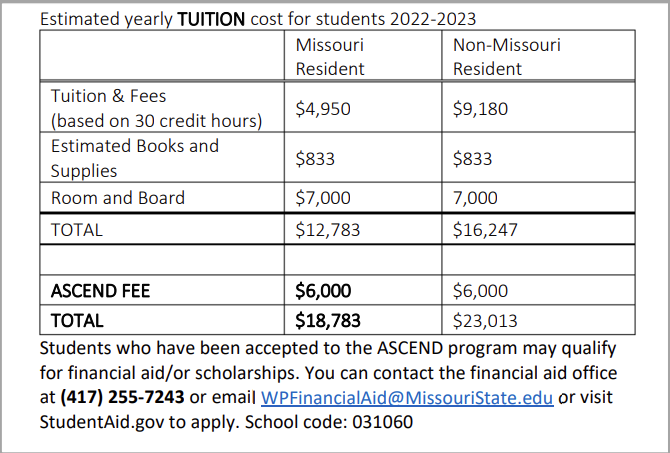 Estimated yearly TUITION cost for students 2022-2023
Missouri Resident Non-Missouri Resident
Tuition & Fees
(based on 30 credit hours) $4,950 $9,180
Estimated Books and
Supplies $833 $833
Room and Board $7,000 7,000
TOTAL $12,783 $16,247
ASCEND FEE $6,000 $6,000
TOTAL $18,783 $23,013
Students who have been accepted to the ASCEND program may qualify
for financial aid/or scholarships. You can contact the financial aid office
at (417) 255-7243 or email WPFinancialAid@MissouriState.edu or visit
StudentAid.gov to apply. School code: 031060